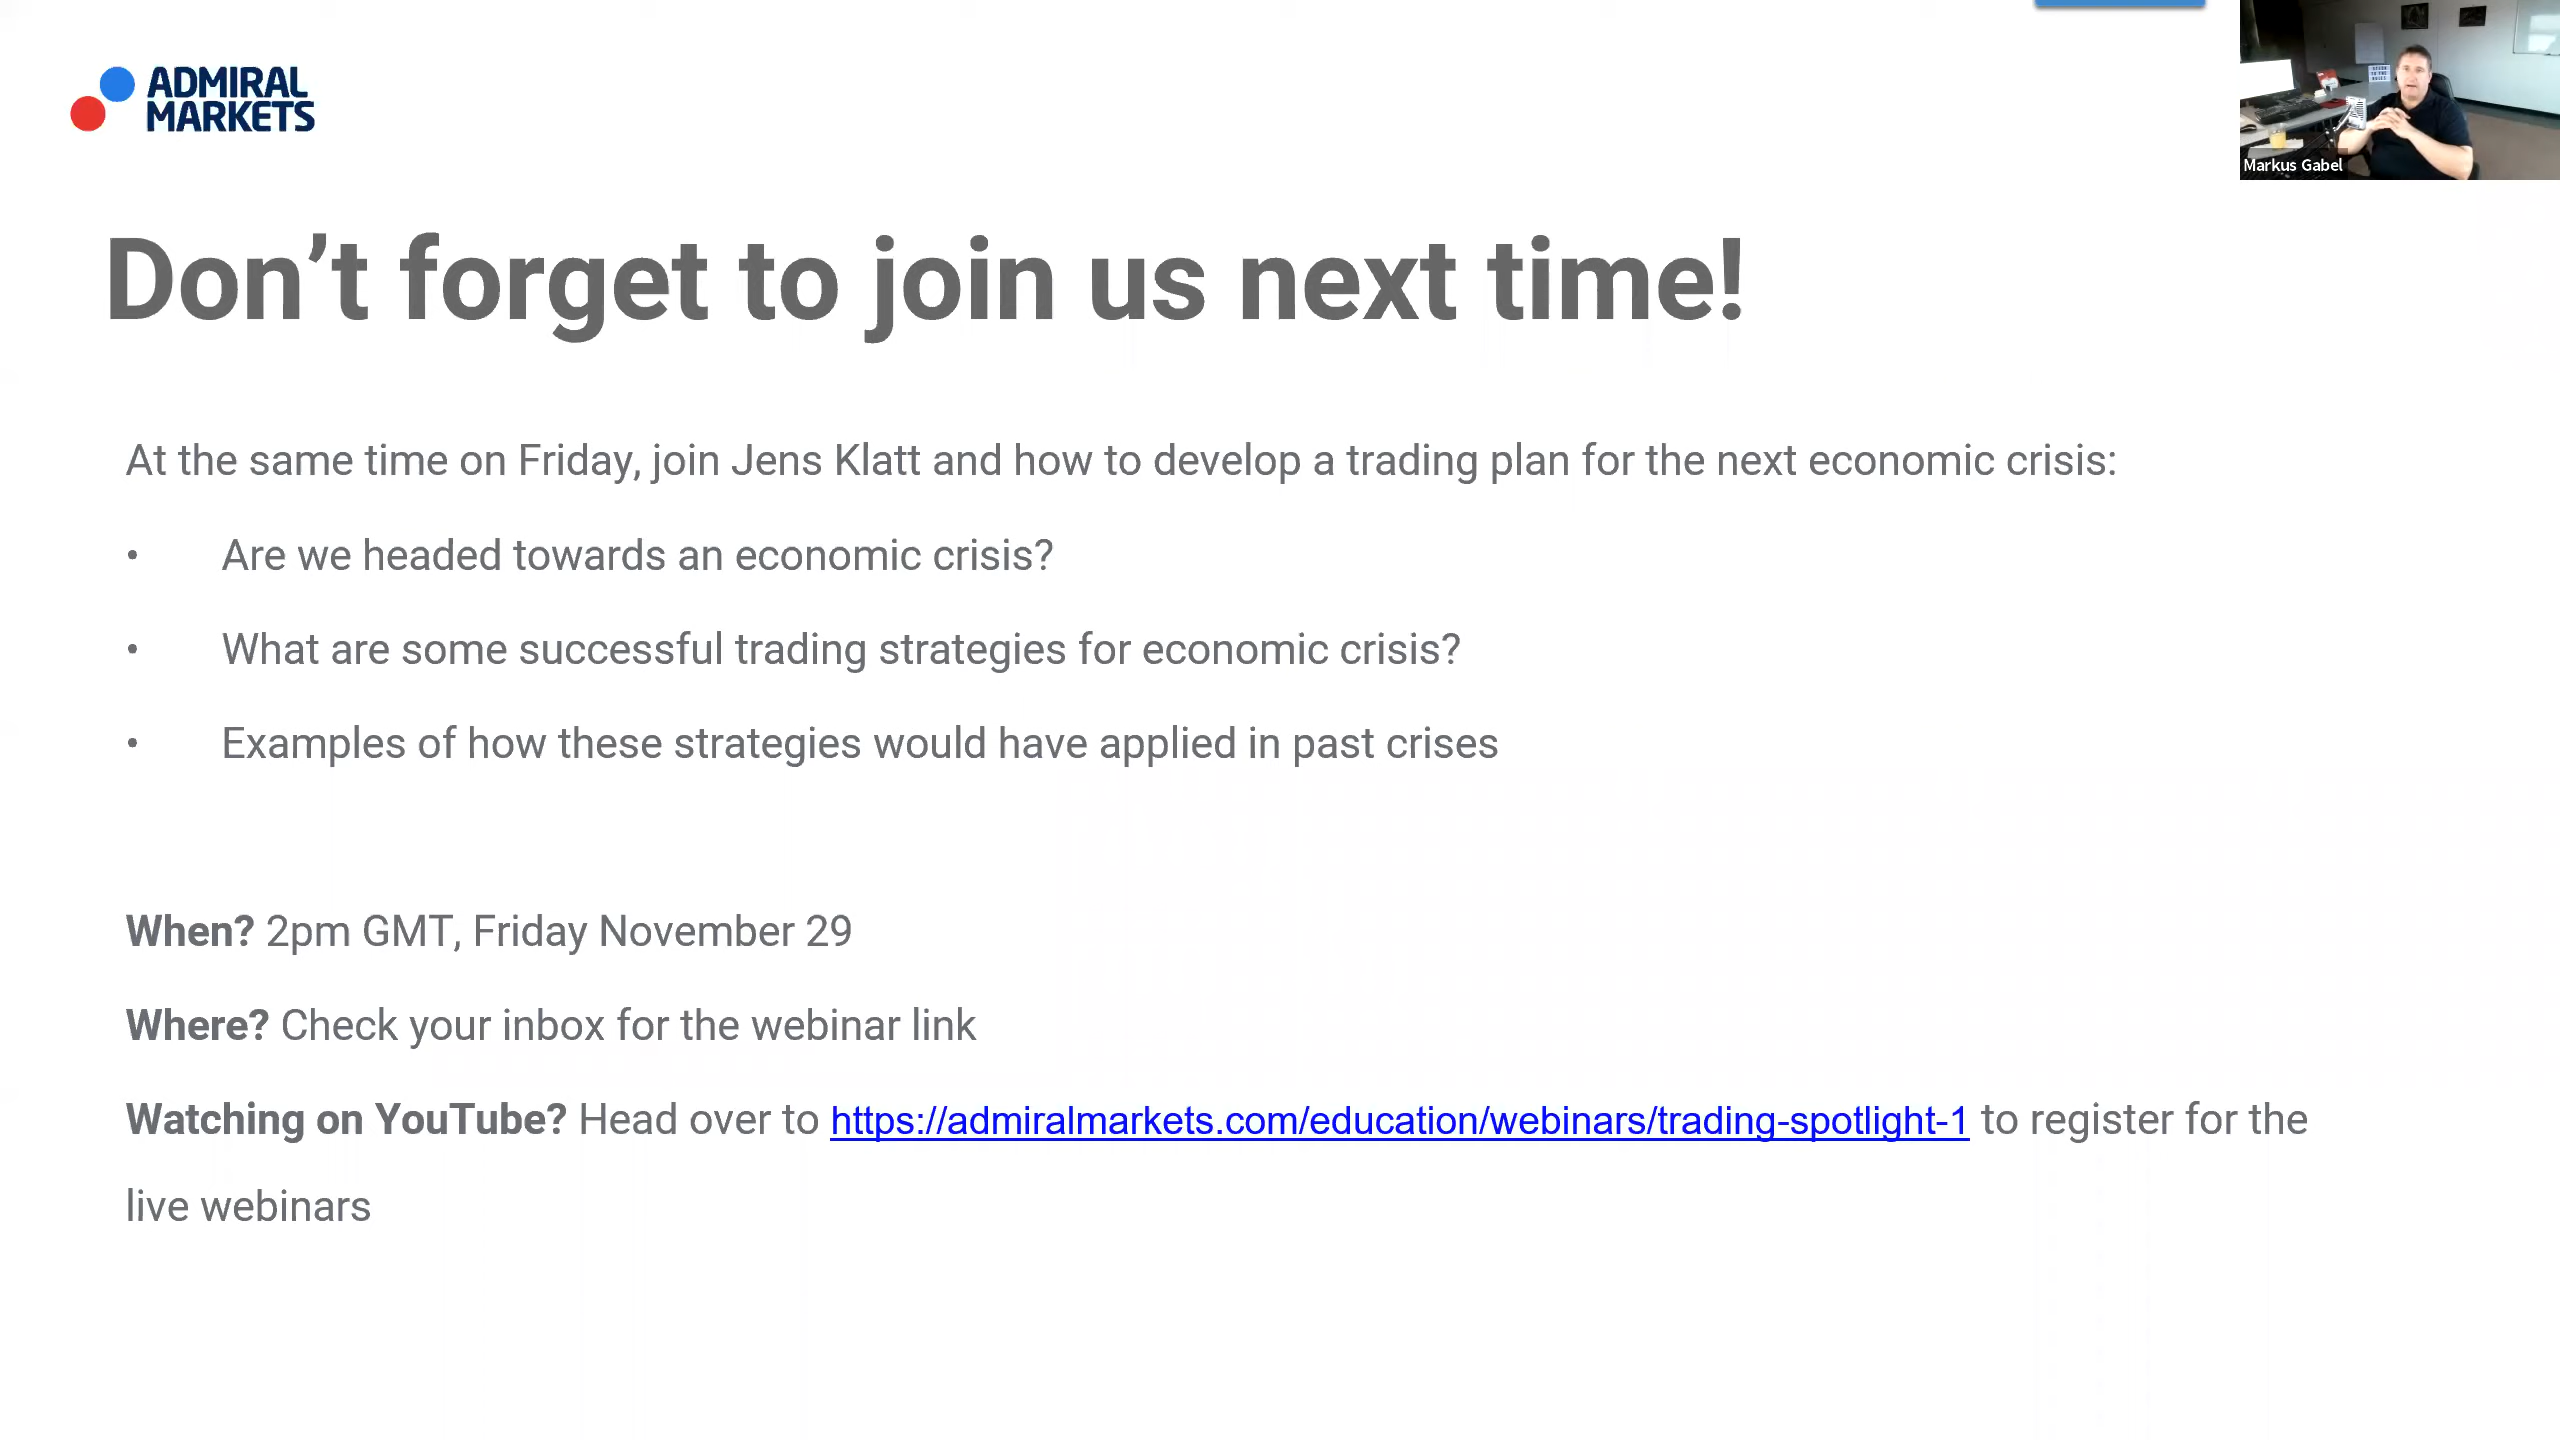 ADMIRAL
MARKETS
Markus Gabel
Don’t forget to join us next time!
At the same time on Friday, join Jens Klatt and how to develop a trading plan for the next economic crisis:
• Are we headed towards an economic crisis?
• What are some successful trading strategies for economic crisis?
• Examples of how these strategies would have applied in past crises
When? 2pm GMT, Friday November 29
Where? Check your inbox for the webinar link
Watching on YouTube? Head over to https://admiralmarkets.com/education/webinars/trading-spotlight-1 to register for the
live webinars